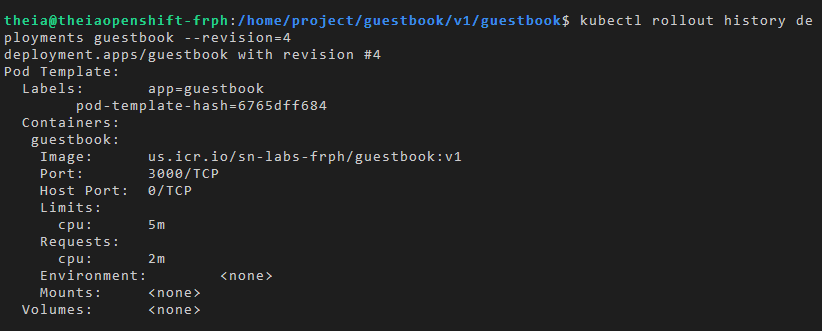 theia@theiaopenshift-frph:/home/project/guestbook/v1/guestbook$ kubectl rollout history de
ployments guestbook --revision=4
deployment.apps/guestbook with revision #4
Pod Template:
  Labels:       app=guestbook
        pod-template-hash=6765dff684
  Containers:
   guestbook:
    Image:      us.icr.io/sn-labs-frph/guestbook:v1
    Port:       3000/TCP
    Host Port:  0/TCP
    Limits:
      cpu:      5m
    Requests:
      cpu:      2m
    Environment:        <none>
    Mounts:     <none>
  Volumes:      <none>